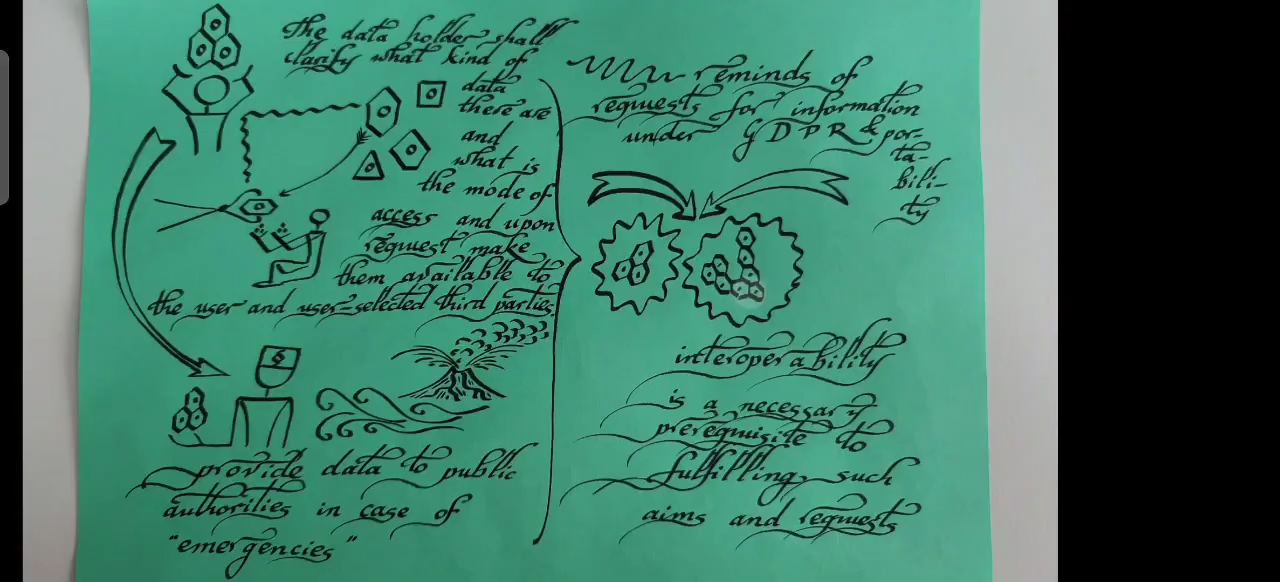 The data holder shall
clarify what kind of
data
there are
and
what is
the mode of
access and upon
request make
them available to
the user and user-selected third parties.
§
provide data to public
authorities in case of
"emergencies"
reminds of
requests for information
under GDPR & por-
ta-
bili-
ty
interoperability
is a necessary
prerequisite to
fulfilling such
aims and requests